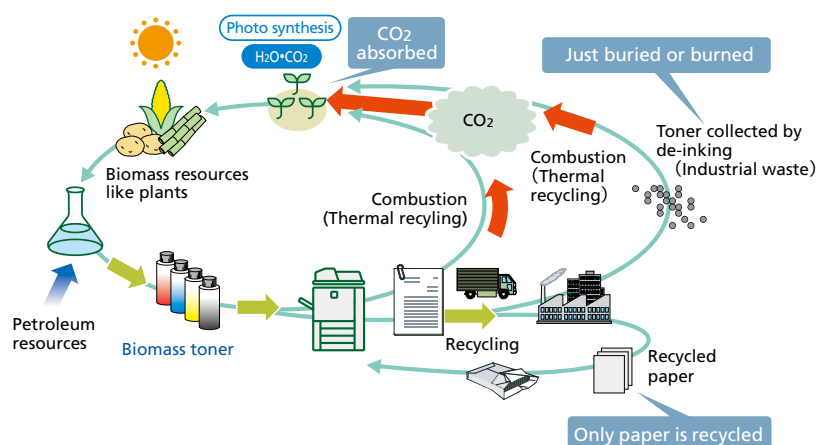 Photo synthesis
H2O•CO2
CO2
absorbed
Just buried or burned
CO2
Toner collected by
de-inking
(Industrial waste)
Combustion
(Thermal
recycling)
Biomass resources
like plants
Combustion
(Thermal recyling)
Petroleum
resources
Biomass toner
Recycling
Recycled
paper
Only paper is recycled